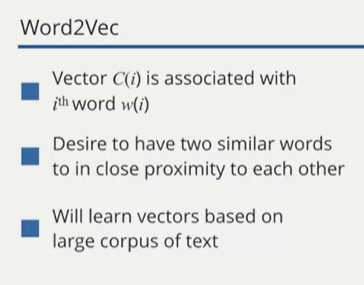 Word2Vec
Vector C(i) is associated with
ith word w(i)
Desire to have two similar words
to in close proximity to each other
Will learn vectors based on
large corpus of text